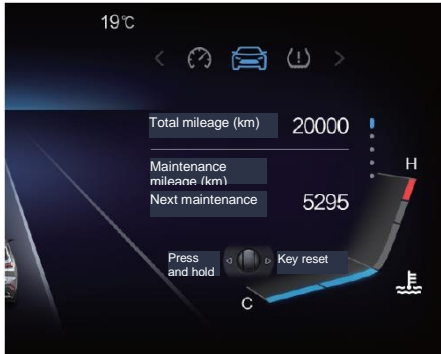 19℃
Total mileage (km) 20000
Maintenance
mileage (km)
Next maintenance 5295
H
Press
and hold
Key reset
C